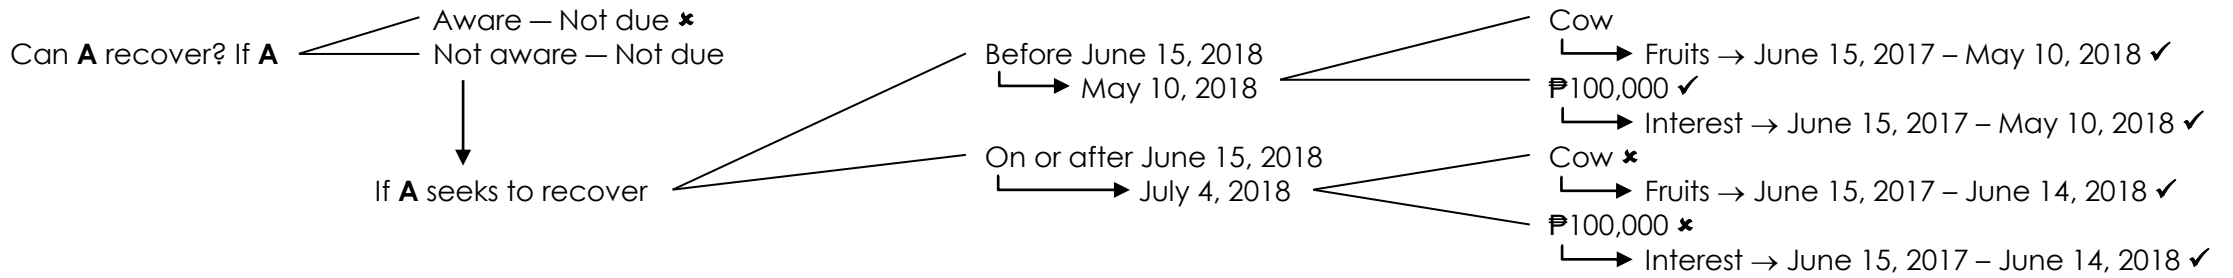 Can A recover? If A
Aware — Not due ✘
Not aware — Not due
If A seeks to recover
Before June 15, 2018
May 10, 2018
On or after June 15, 2018
July 4, 2018
Cow
Fruits → June 15, 2017 – May 10, 2018 ✓
₱100,000 ✓
Interest → June 15, 2017 – May 10, 2018 ✓
Cow ✘
Fruits → June 15, 2017 – June 14, 2018 ✓
₱100,000 ✘
Interest → June 15, 2017 – June 14, 2018 ✓